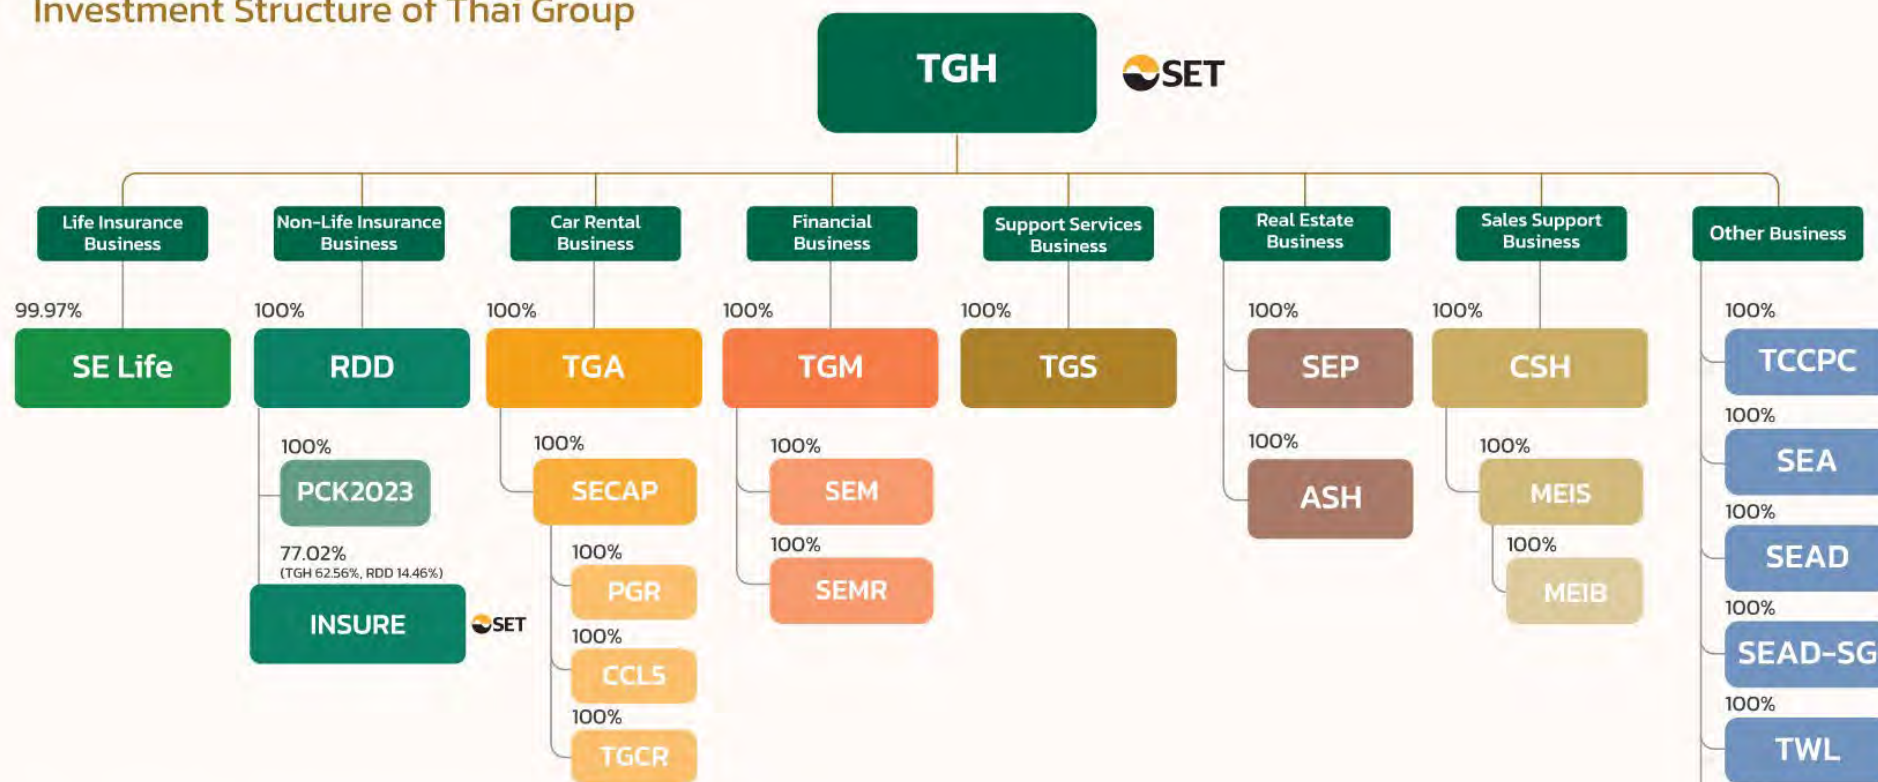 Investment Structure of Thai Group
TGH
SET
Life Insurance
Business
Non-Life Insurance
Business
Car Rental
Business
Financial
Business
Support Services
Business
Real Estate
Business
Sales Support
Business
Other Business
99.97%
SE Life
100%
RDD
100%
PCK2023
77.02%
(TGH 62.56%, RDD 14.46%)
INSURE
SET
100%
TGA
100%
SECAP
100%
PGR
100%
CCLS
100%
TGCR
100%
TGM
100%
SEM
100%
SEMR
100%
TGS
100%
SEP
100%
ASH
100%
CSH
100%
MEIS
100%
MEIB
100%
TCCPC
100%
SEA
100%
SEAD
100%
SEAD-SG
100%
TWL